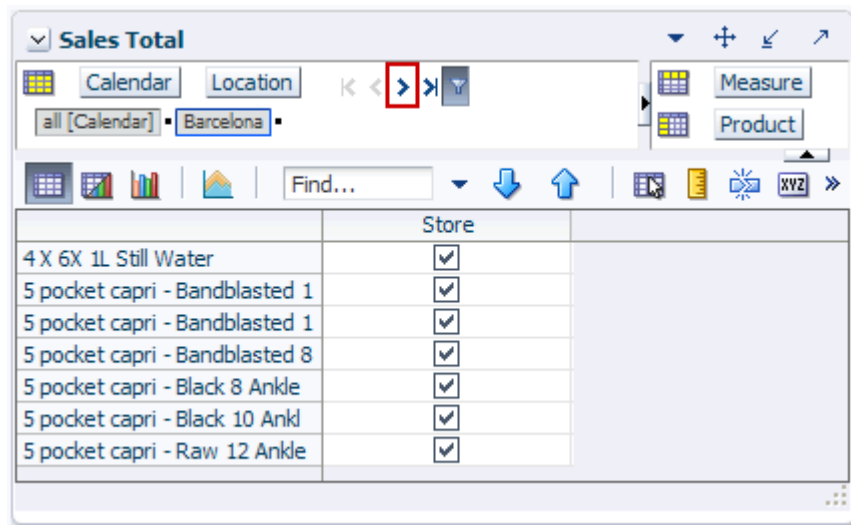 Sales Total
Calendar Location Measure
all [Calendar] Barcelona Product
Find... XYZ
Store
4 X 6X 1L Still Water
5 pocket capri - Bandblasted 1
5 pocket capri - Bandblasted 1
5 pocket capri - Bandblasted 8
5 pocket capri - Black 8 Ankle
5 pocket capri - Black 10 Ankl
5 pocket capri - Raw 12 Ankle